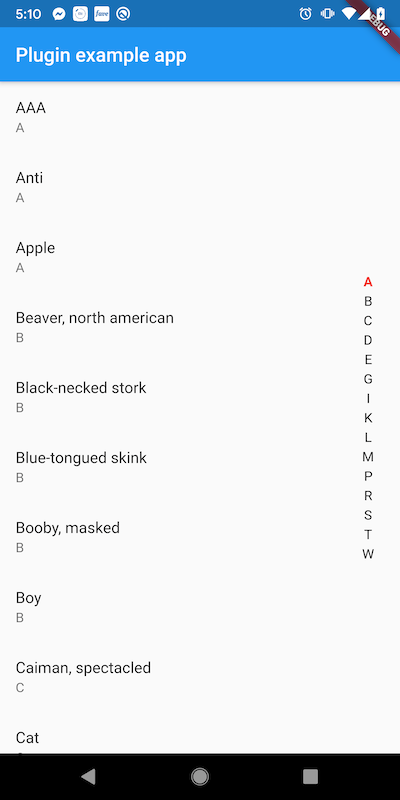 5:10
fave
DEBUG
Plugin example app
AAA
A
Anti
A
Apple
A
Beaver, north american
B
Black-necked stork
B
Blue-tongued skink
B
Booby, masked
B
Boy
B
Caiman, spectacled
C
Cat
A
B
C
D
E
G
I
K
L
M
P
R
S
T
W